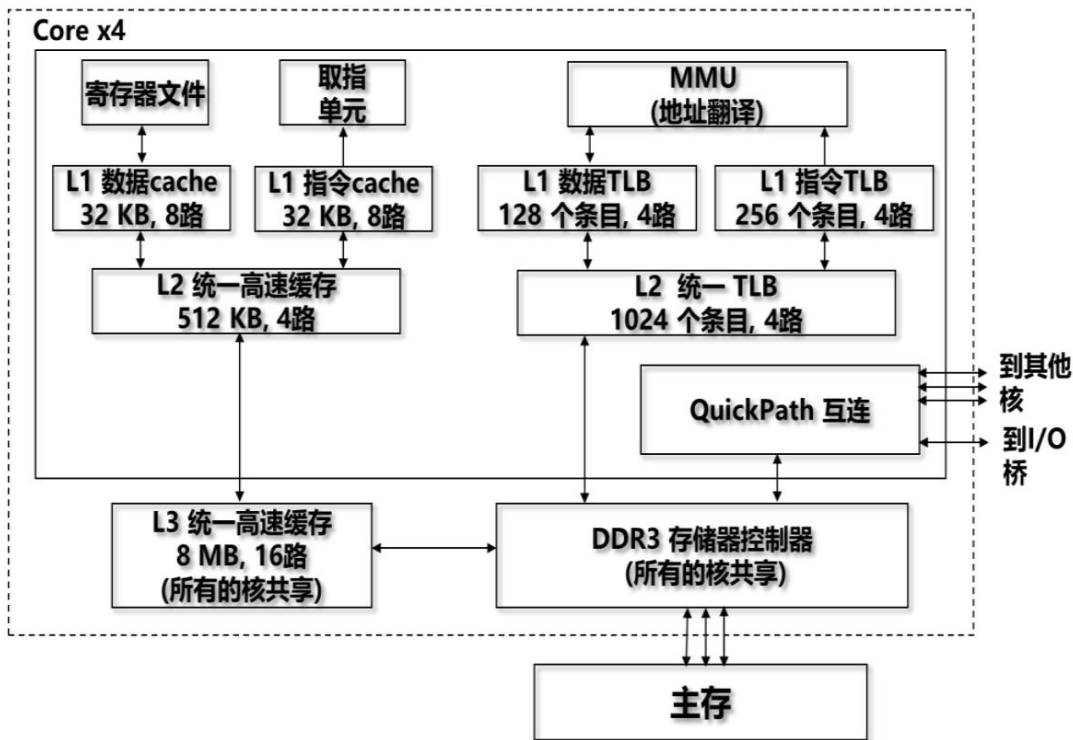 Core x4
寄存器文件
取指
单元
MMU
(地址翻译)
L1 数据cache
32 KB, 8路
L1 指令cache
32 KB, 8路
L1 数据TLB
128 个条目, 4路
L1 指令TLB
256 个条目, 4路
L2 统一高速缓存
512 KB, 4路
L2 统一 TLB
1024 个条目, 4路
QuickPath 互连
到其他
核
到I/O
桥
L3 统一高速缓存
8 MB, 16路
(所有的核共享)
DDR3 存储器控制器
(所有的核共享)
主存